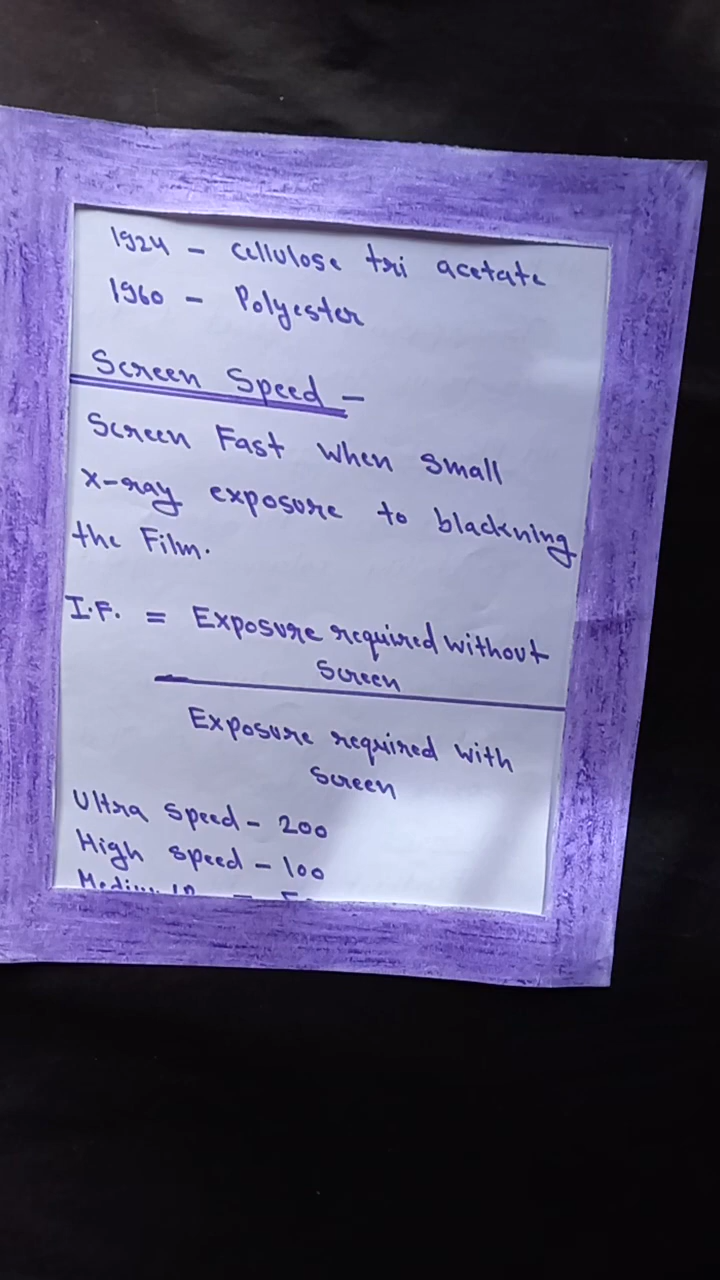 1924 - Cellulose tri acetate
1960 - Polyester
Screen Speed -
Screen Fast when small
x-ray exposure to blackning
the Film.
I.F. = Exposure required without
Screen
Exposure required with
Screen
Ultra speed - 200
High speed - 100